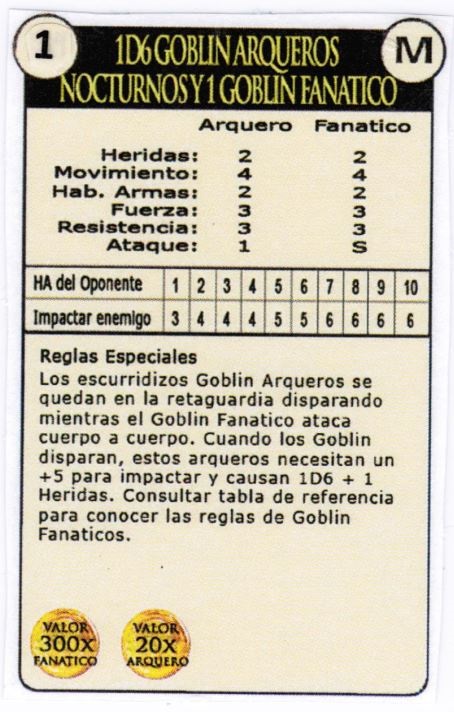 1
M
1D6 GOBLIN ARQUEROS
NOCTURNOS Y 1 GOBLIN FANATICO
Arquero Fanatico
Heridas: 2 2
Movimiento: 4 4
Hab. Armas: 2 2
Fuerza: 3 3
Resistencia: 3 3
Ataque: 1 S
HA del Oponente 1 2 3 4 5 6 7 8 9 10
Impactar enemigo 3 4 4 4 5 5 6 6 6 6
Reglas Especiales
Los escurridizos Goblin Arqueros se
quedan en la retaguardia disparando
mientras el Goblin Fanatico ataca
cuerpo a cuerpo. Cuando los Goblin
disparan, estos arqueros necesitan un
+5 para impactar y causan 1D6 + 1
Heridas. Consultar tabla de referencia
para conocer las reglas de Goblin
Fanaticos.
VALOR
300X
FANATICO
VALOR
20X
ARQUERO